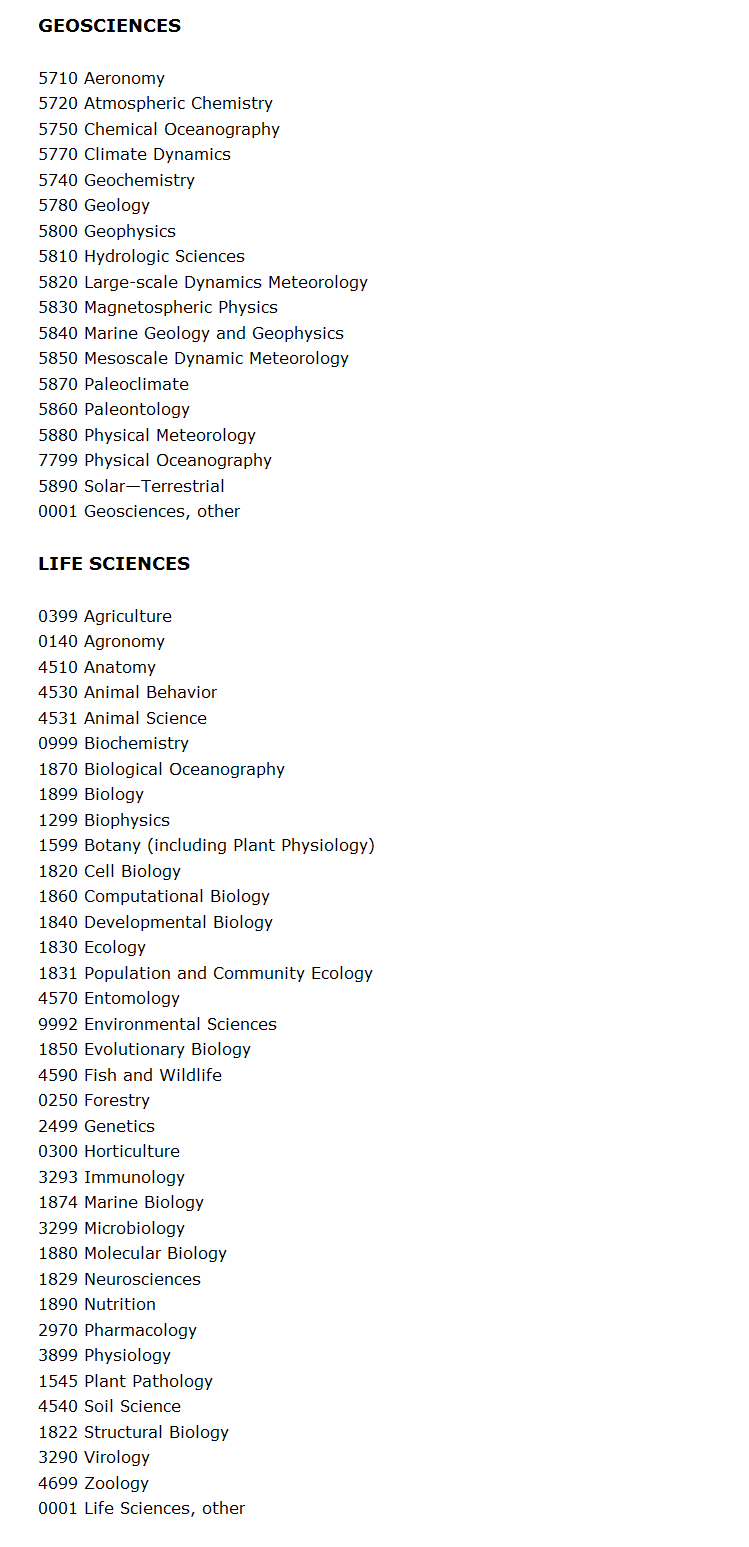 GEOSCIENCES
5710 Aeronomy
5720 Atmospheric Chemistry
5750 Chemical Oceanography
5770 Climate Dynamics
5740 Geochemistry
5780 Geology
5800 Geophysics
5810 Hydrologic Sciences
5820 Large-scale Dynamics Meteorology
5830 Magnetospheric Physics
5840 Marine Geology and Geophysics
5850 Mesoscale Dynamic Meteorology
5870 Paleoclimate
5860 Paleontology
5880 Physical Meteorology
7799 Physical Oceanography
5890 Solar—Terrestrial
0001 Geosciences, other
LIFE SCIENCES
0399 Agriculture
0140 Agronomy
4510 Anatomy
4530 Animal Behavior
4531 Animal Science
0999 Biochemistry
1870 Biological Oceanography
1899 Biology
1299 Biophysics
1599 Botany (including Plant Physiology)
1820 Cell Biology
1860 Computational Biology
1840 Developmental Biology
1830 Ecology
1831 Population and Community Ecology
4570 Entomology
9992 Environmental Sciences
1850 Evolutionary Biology
4590 Fish and Wildlife
0250 Forestry
2499 Genetics
0300 Horticulture
3293 Immunology
1874 Marine Biology
3299 Microbiology
1880 Molecular Biology
1829 Neurosciences
1890 Nutrition
2970 Pharmacology
3899 Physiology
1545 Plant Pathology
4540 Soil Science
1822 Structural Biology
3290 Virology
4699 Zoology
0001 Life Sciences, other